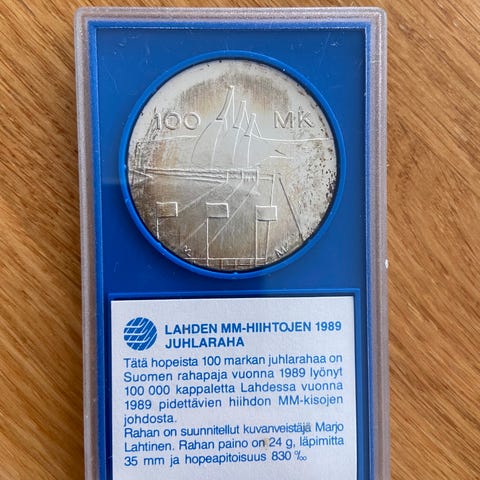 100 MK
LAHDEN MM-HIIHTOJEN 1989
JUHLARAHA
Tätä hopeista 100 markan juhlarahaa on
Suomen rahapaja vuonna 1989 lyönyt
100 000 kappaletta Lahdessa vuonna
1989 pidettävien hiihdon MM-kisojen
johdosta.
Rahan on suunnitellut kuvanveistäjä Marjo
Lahtinen. Rahan paino on 24 g, läpimitta
35 mm ja hopeapitoisuus 830 ‰